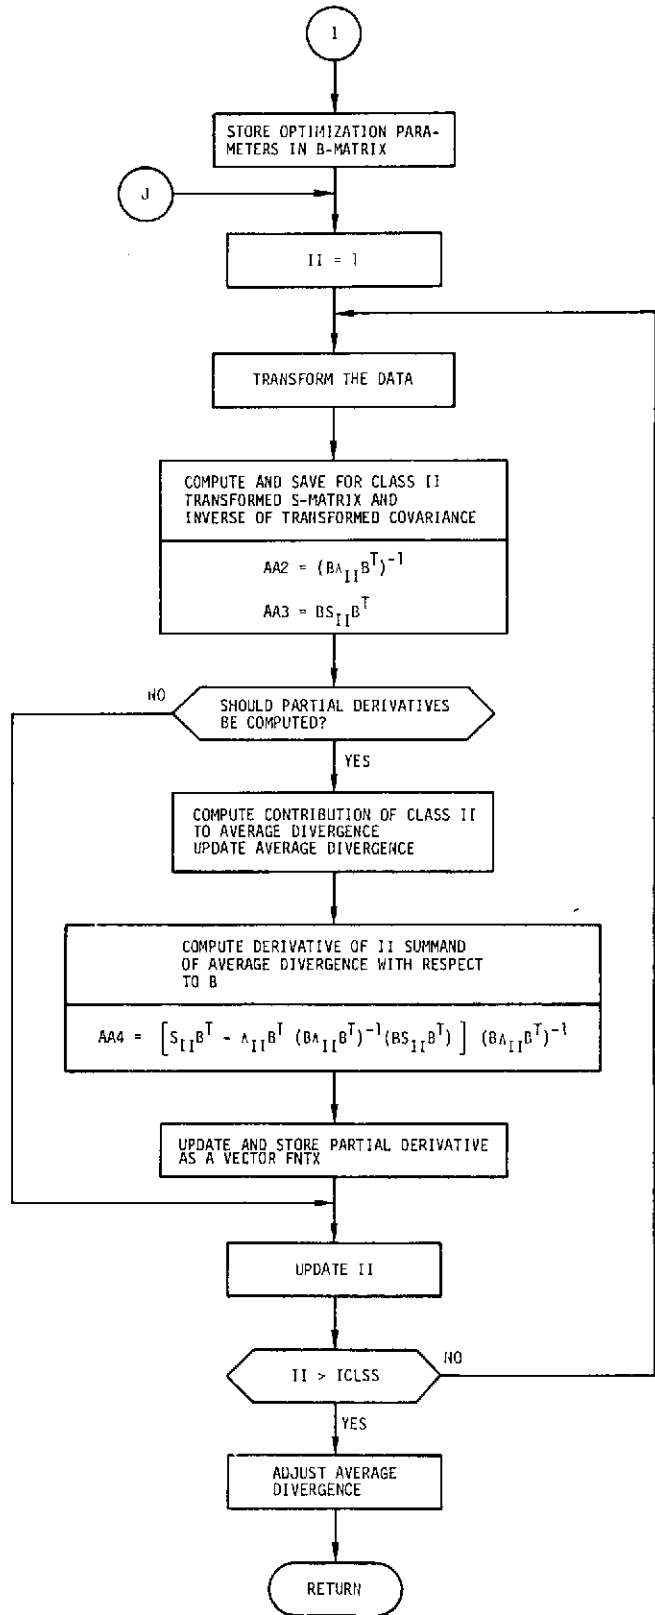 1
STORE OPTIMIZATION PARA-
METERS IN B-MATRIX
J
II = 1
TRANSFORM THE DATA
COMPUTE AND SAVE FOR CLASS II
TRANSFORMED S-MATRIX AND
INVERSE OF TRANSFORMED COVARIANCE
AA2 = (BΛ_II B^T)^-1
AA3 = BS_II B^T
NO
SHOULD PARTIAL DERIVATIVES
BE COMPUTED?
YES
COMPUTE CONTRIBUTION OF CLASS II
TO AVERAGE DIVERGENCE
UPDATE AVERAGE DIVERGENCE
COMPUTE DERIVATIVE OF II SUMMAND
OF AVERAGE DIVERGENCE WITH RESPECT
TO B
AA4 = [S_II B^T - Λ_II B^T (BΛ_II B^T)^-1 (BS_II B^T)] (BΛ_II B^T)^-1
UPDATE AND STORE PARTIAL DERIVATIVE
AS A VECTOR FNTX
UPDATE II
II > ICLSS
NO
YES
ADJUST AVERAGE
DIVERGENCE
RETURN